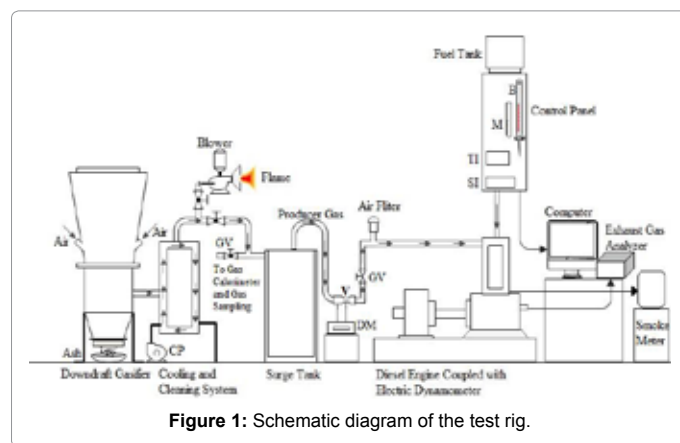 Fuel Tank
B
Control Panel
M
TI
SI
Blower
Flame
Producer Gas
Air Fliter
Computer
Exhaust Gas
Analyzer
Air
Air
GV
To Gas
Calorimeter
and Gas
Sampling
GV
V
DM
Smoke
Meter
Ash
CP
Downdraft Gasifier
Cooling and
Cleaning System
Surge Tank
Diesel Engine Coupled with
Electric Dynamometer
Figure 1: Schematic diagram of the test rig.